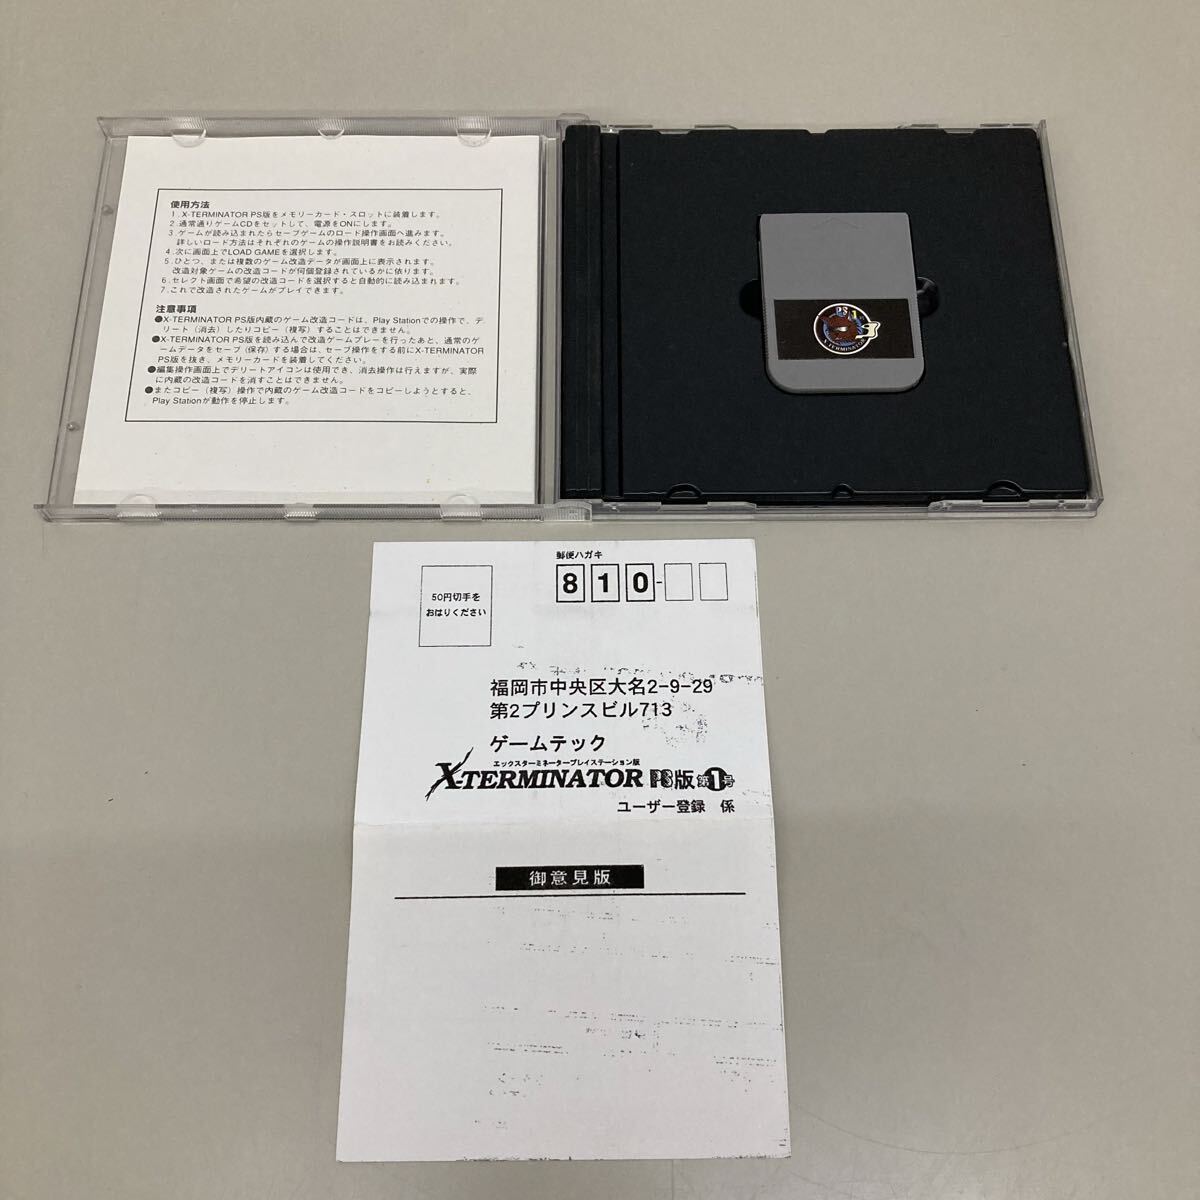 使用方法
1.X-TERMINATOR PS版をメモリーカード・スロットに装着します。
2.通常通りゲームCDをセットして、電源をONにします。
3.ゲームが読み込まれたらセーブゲームのロード操作画面へ進みます。
詳しいロード方法はそれぞれのゲームの操作説明書をお読みください。
4.次に画面上でLOAD GAMEを選択します。
5.ひとつ、または複数のゲーム改造データが画面上に表示されます。
改造対象ゲームの改造コードが何個登録されているかに依ります。
6.セレクト画面で希望の改造コードを選択すると自動的に読み込まれます。
7.これで改造されたゲームがプレイできます。
注意事項
●X-TERMINATOR PS版内蔵のゲーム改造コードは、Play Stationでの操作で、デ
リート（消去）したりコピー（複写）することはできません。
●X-TERMINATOR PS版を読み込んで改造ゲームプレーを行ったあと、通常のゲ
ームデータをセーブ（保存）する場合は、セーブ操作をする前にX-TERMINATOR
PS版を抜き、メモリーカードを装着してください。
●編集操作画面上でデリートアイコンは使用でき、消去操作は行えますが、実際
に内蔵の改造コードを消すことはできません。
●またコピー（複写）操作で内蔵のゲーム改造コードをコピーしようとすると、
Play Stationが動作を停止します。
PS 1
X-TERMINATOR
郵便ハガキ
50円切手を
おはりください
810-
福岡市中央区大名2-9-29
第2プリンスビル713
ゲームテック
エックスターミネータープレイステーション版
X-TERMINATOR PS版 第1号
ユーザー登録 係
御意見版